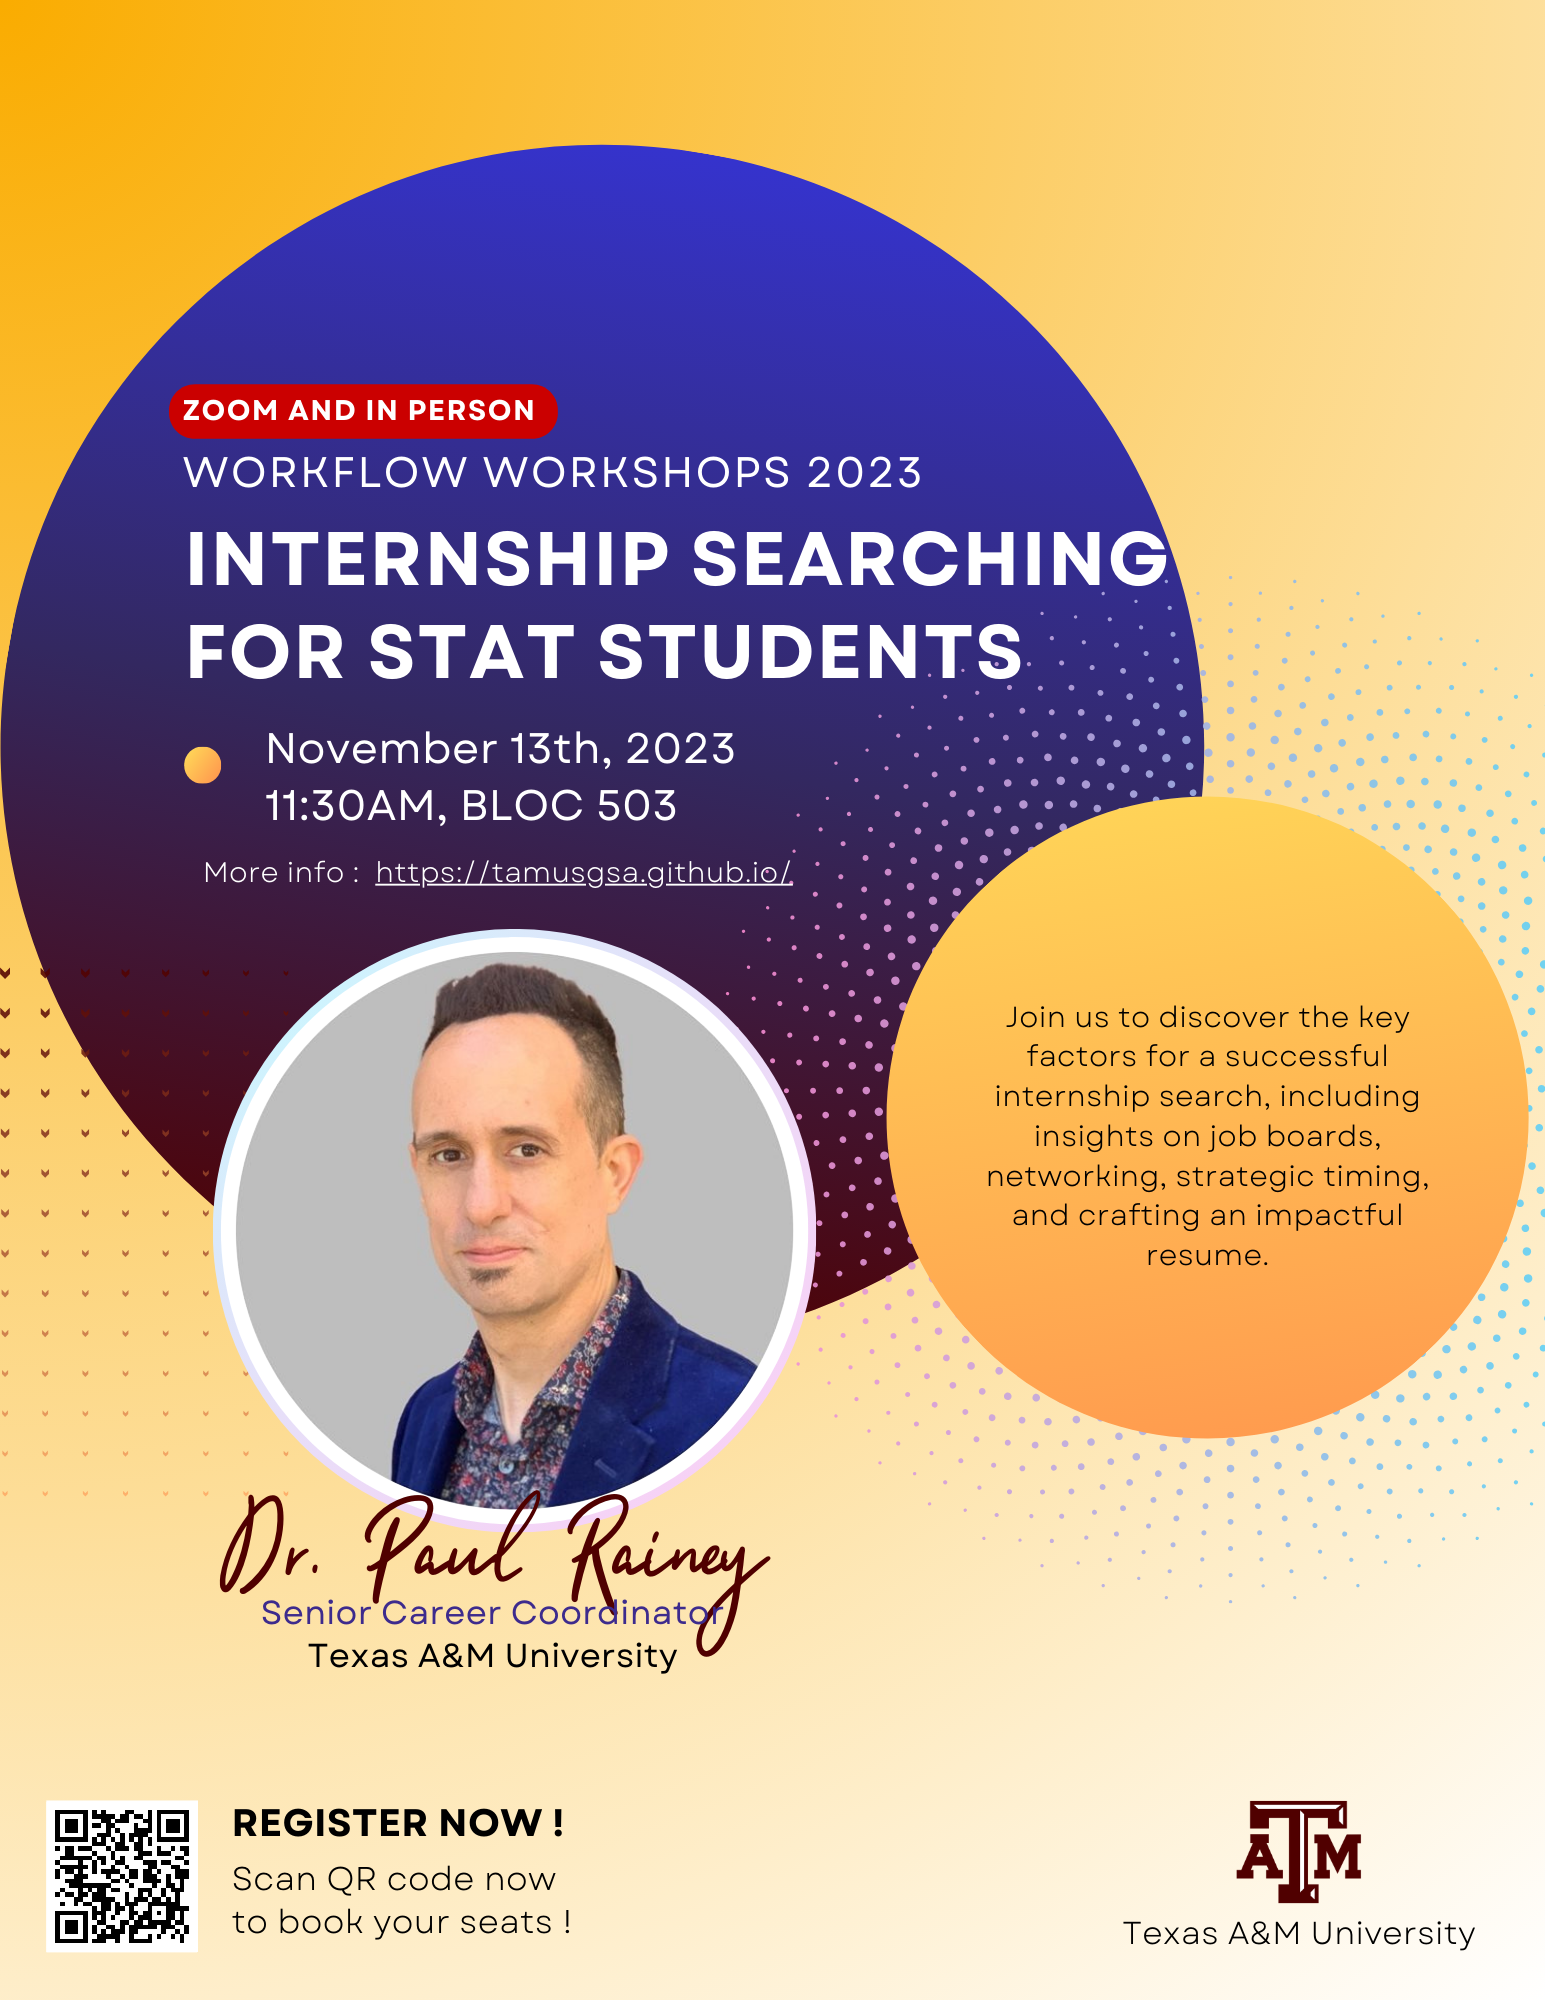 ZOOM AND IN PERSON
WORKFLOW WORKSHOPS 2023
INTERNSHIP SEARCHING
FOR STAT STUDENTS
November 13th, 2023
11:30AM, BLOC 503
More info : https://tamusgsa.github.io/
Join us to discover the key
factors for a successful
internship search, including
insights on job boards,
networking, strategic timing,
and crafting an impactful
resume.
Dr. Paul Rainey
Senior Career Coordinator
Texas A&M University
REGISTER NOW !
Scan QR code now
to book your seats !
ATM
Texas A&M University